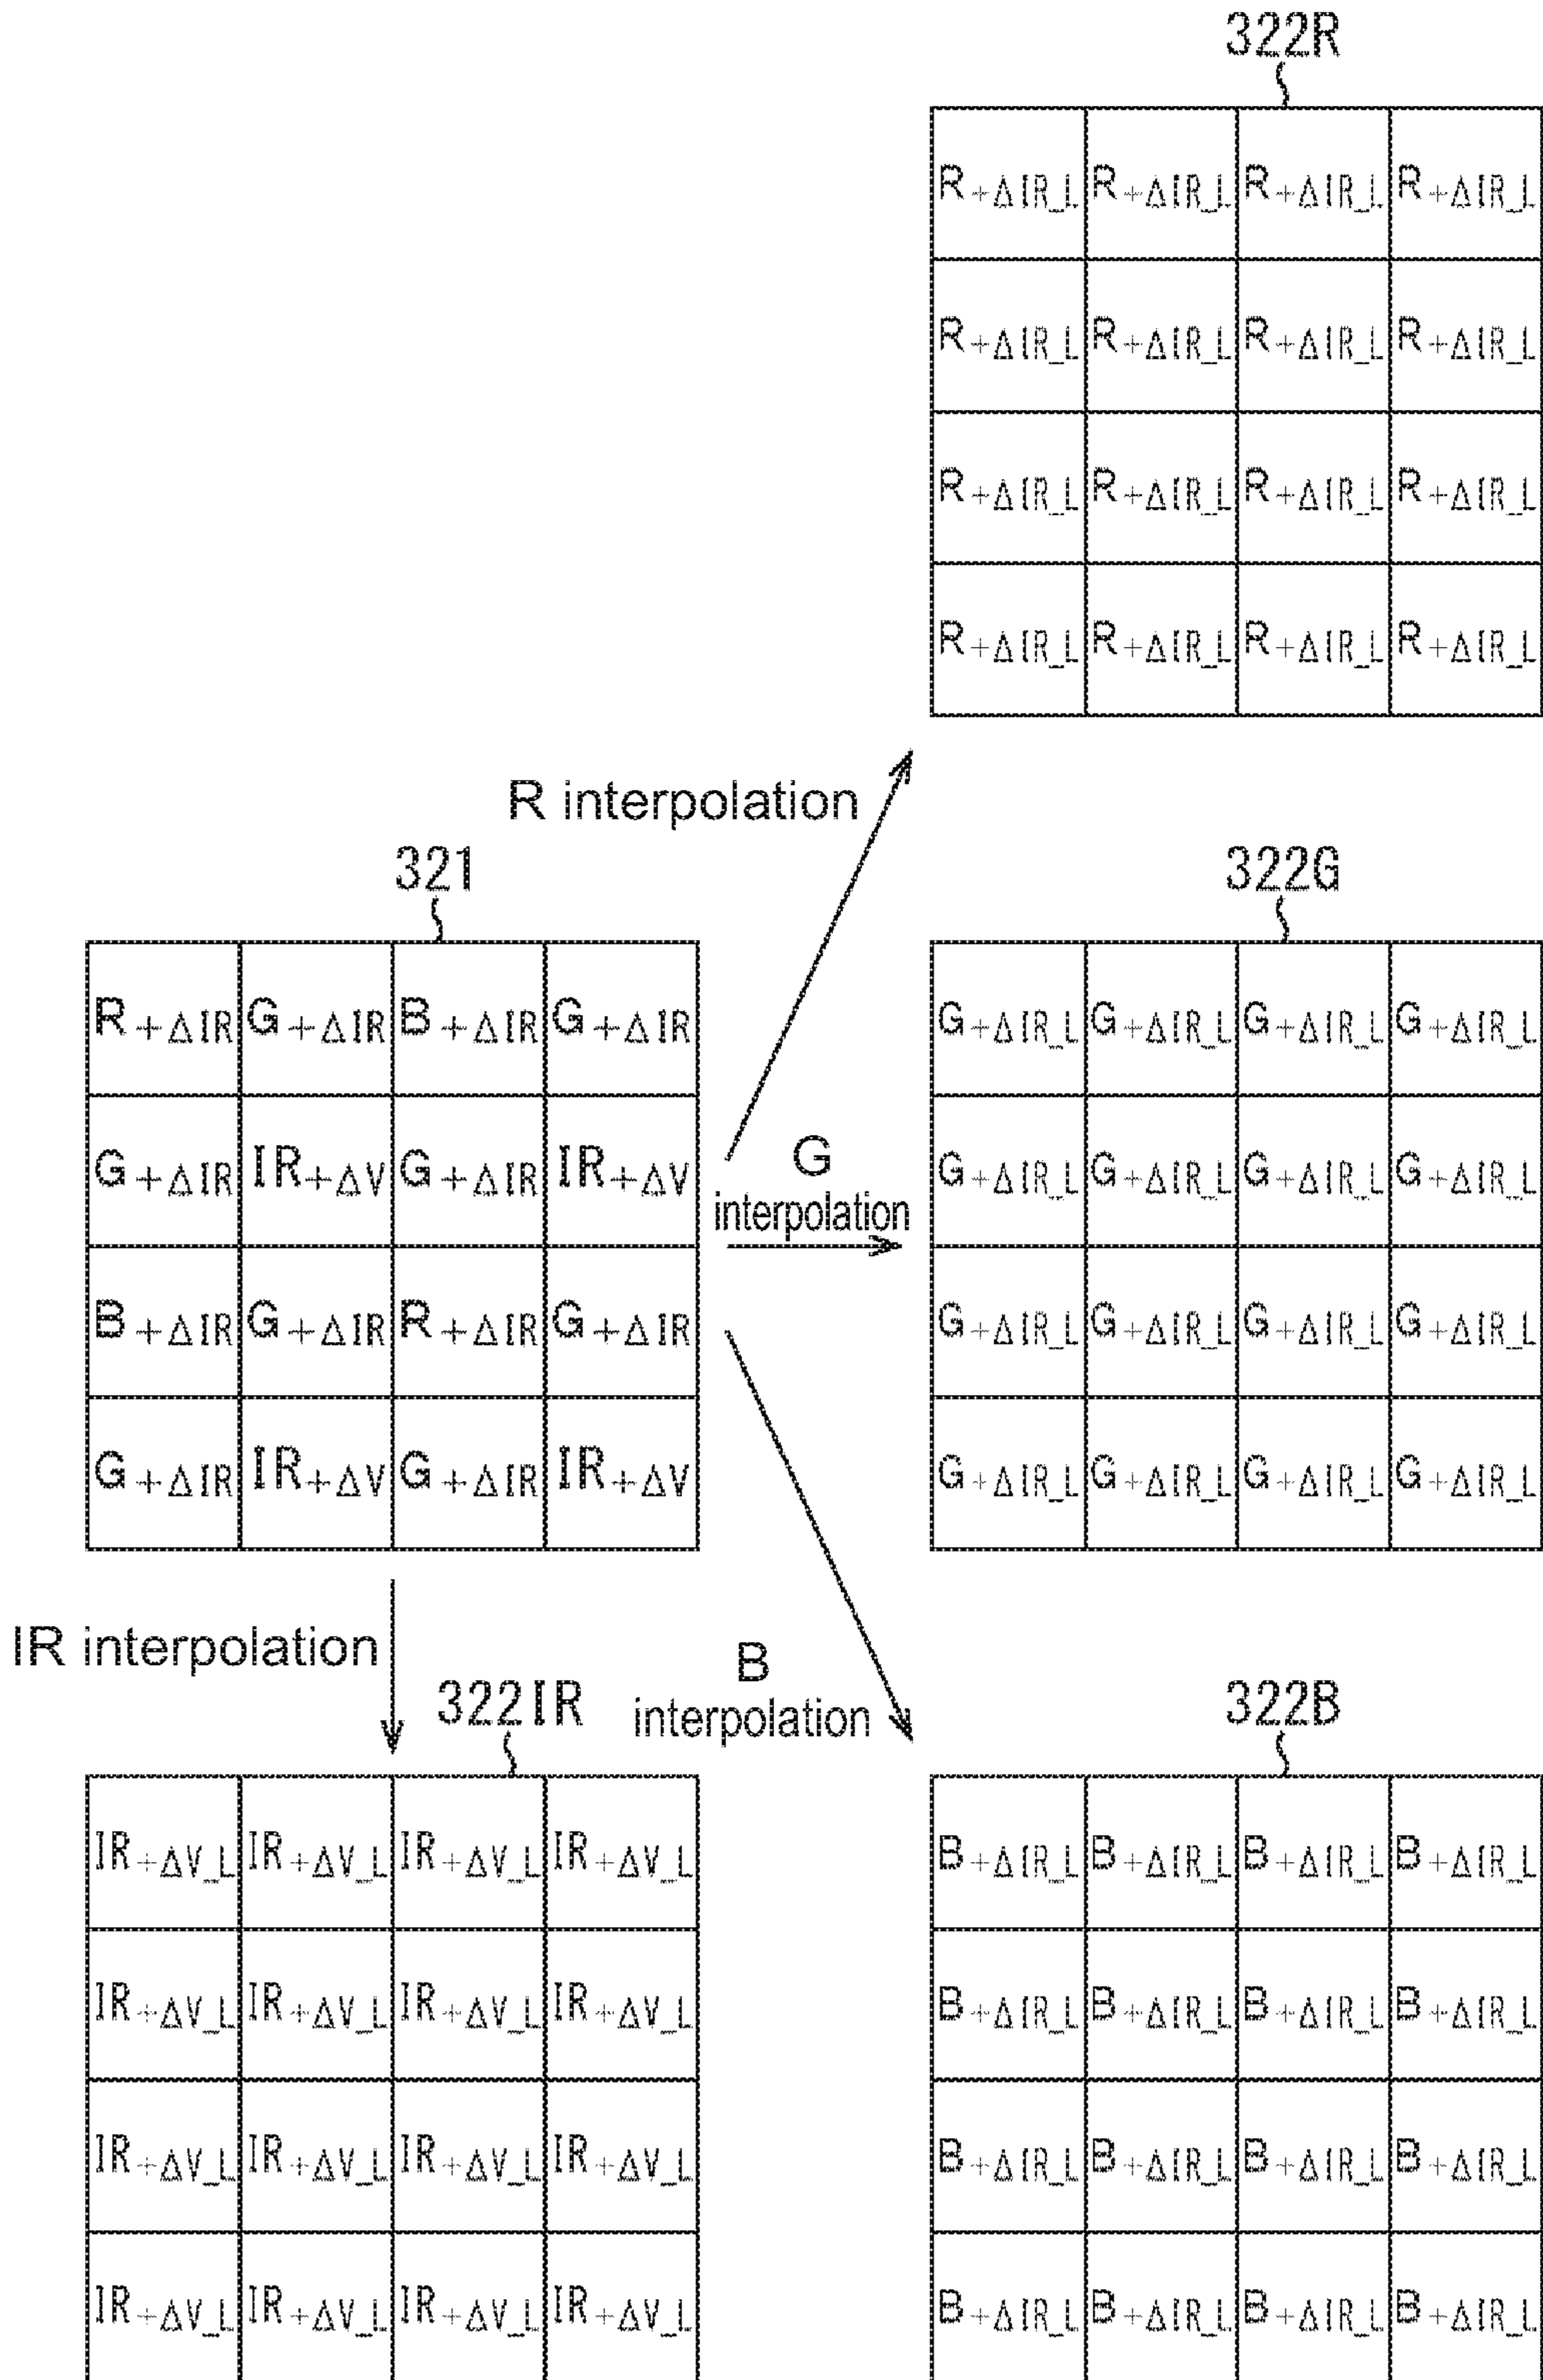 322R
R+ΔIR_L R+ΔIR_L R+ΔIR_L R+ΔIR_L
R+ΔIR_L R+ΔIR_L R+ΔIR_L R+ΔIR_L
R+ΔIR_L R+ΔIR_L R+ΔIR_L R+ΔIR_L
R+ΔIR_L R+ΔIR_L R+ΔIR_L R+ΔIR_L
R interpolation
321
R+ΔIR G+ΔIR B+ΔIR G+ΔIR
G+ΔIR IR+ΔV G+ΔIR IR+ΔV
B+ΔIR G+ΔIR R+ΔIR G+ΔIR
G+ΔIR IR+ΔV G+ΔIR IR+ΔV
G
interpolation
322G
G+ΔIR_L G+ΔIR_L G+ΔIR_L G+ΔIR_L
G+ΔIR_L G+ΔIR_L G+ΔIR_L G+ΔIR_L
G+ΔIR_L G+ΔIR_L G+ΔIR_L G+ΔIR_L
G+ΔIR_L G+ΔIR_L G+ΔIR_L G+ΔIR_L
IR interpolation
322IR
IR+ΔV_L IR+ΔV_L IR+ΔV_L IR+ΔV_L
IR+ΔV_L IR+ΔV_L IR+ΔV_L IR+ΔV_L
IR+ΔV_L IR+ΔV_L IR+ΔV_L IR+ΔV_L
IR+ΔV_L IR+ΔV_L IR+ΔV_L IR+ΔV_L
B
interpolation
322B
B+ΔIR_L B+ΔIR_L B+ΔIR_L B+ΔIR_L
B+ΔIR_L B+ΔIR_L B+ΔIR_L B+ΔIR_L
B+ΔIR_L B+ΔIR_L B+ΔIR_L B+ΔIR_L
B+ΔIR_L B+ΔIR_L B+ΔIR_L B+ΔIR_L